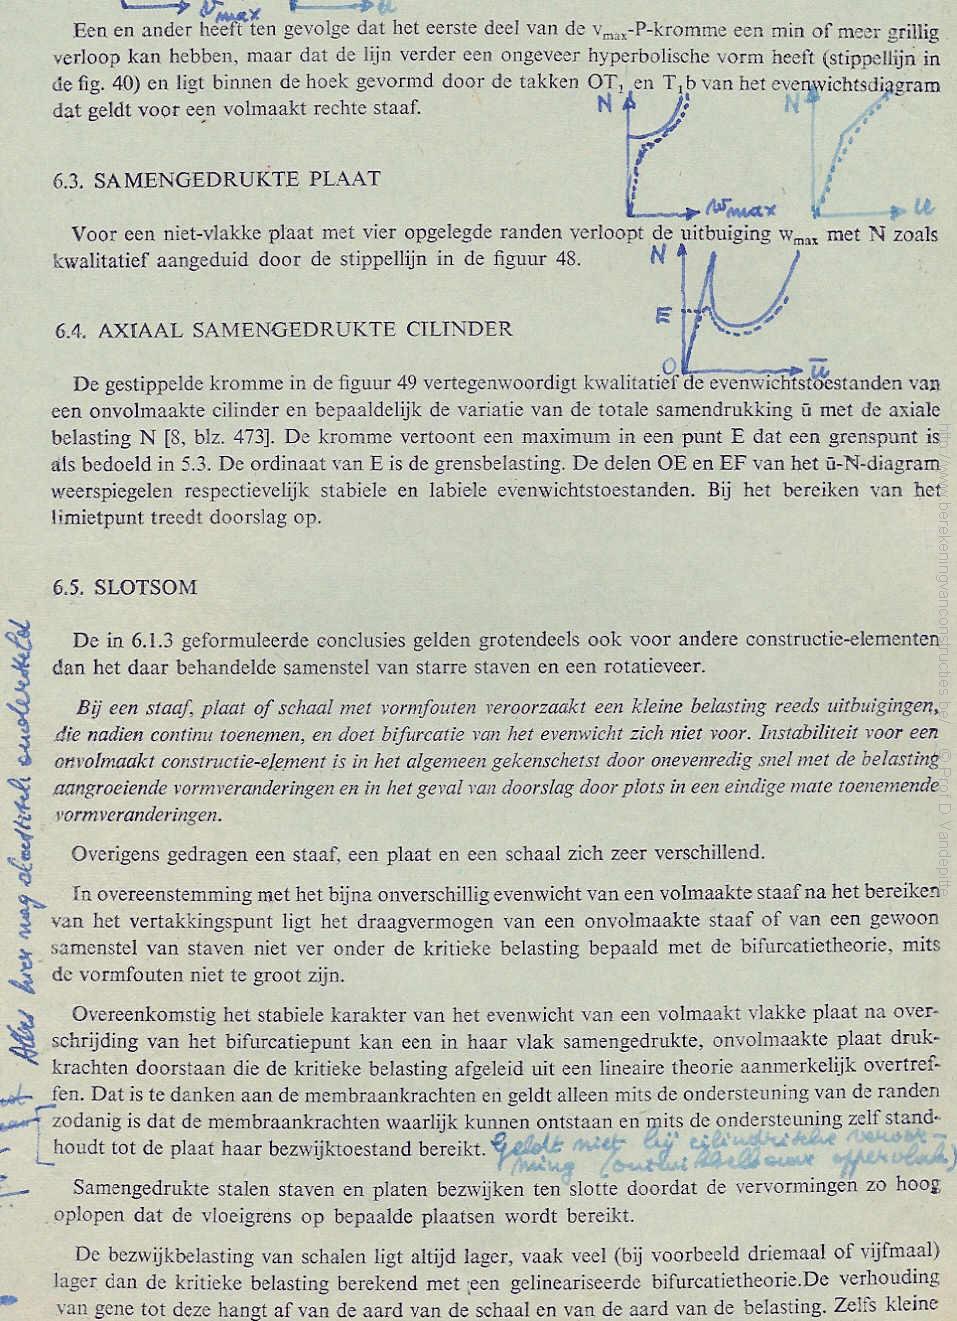 vmax
u
Een en ander heeft ten gevolge dat het eerste deel van de vmax-P-kromme een min of meer grillig
verloop kan hebben, maar dat de lijn verder een ongeveer hyperbolische vorm heeft (stippellijn in
de fig. 40) en ligt binnen de hoek gevormd door de takken OT1 en T1b van het evenwichtsdiagram
dat geldt voor een volmaakt rechte staaf.
N
N
6.3. SAMENGEDRUKTE PLAAT
wmax
u
Voor een niet-vlakke plaat met vier opgelegde randen verloopt de uitbuiging wmax met N zoals
kwalitatief aangeduid door de stippellijn in de figuur 48.
N
E
6.4. AXIAAL SAMENGEDRUKTE CILINDER
O
ū
De gestippelde kromme in de figuur 49 vertegenwoordigt kwalitatief de evenwichtstoestanden van
een onvolmaakte cilinder en bepaaldelijk de variatie van de totale samendrukking ū met de axiale
belasting N [8, blz. 473]. De kromme vertoont een maximum in een punt E dat een grenspunt is
als bedoeld in 5.3. De ordinaat van E is de grensbelasting. De delen OE en EF van het ū-N-diagram
weerspiegelen respectievelijk stabiele en labiele evenwichtstoestanden. Bij het bereiken van het
limietpunt treedt doorslag op.
6.5. SLOTSOM
De in 6.1.3 geformuleerde conclusies gelden grotendeels ook voor andere constructie-elementen
dan het daar behandelde samenstel van starre staven en een rotatieveer.
Bij een staaf, plaat of schaal met vormfouten veroorzaakt een kleine belasting reeds uitbuigingen,
die nadien continu toenemen, en doet bifurcatie van het evenwicht zich niet voor. Instabiliteit voor een
onvolmaakt constructie-element is in het algemeen gekenschetst door onevenredig snel met de belasting
aangroeiende vormveranderingen en in het geval van doorslag door plots in een eindige mate toenemende
vormveranderingen.
Overigens gedragen een staaf, een plaat en een schaal zich zeer verschillend.
In overeenstemming met het bijna onverschillig evenwicht van een volmaakte staaf na het bereiken
van het vertakkingspunt ligt het draagvermogen van een onvolmaakte staaf of van een gewoon
samenstel van staven niet ver onder de kritieke belasting bepaald met de bifurcatietheorie, mits
de vormfouten niet te groot zijn.
Overeenkomstig het stabiele karakter van het evenwicht van een volmaakt vlakke plaat na over-
schrijding van het bifurcatiepunt kan een in haar vlak samengedrukte, onvolmaakte plaat druk-
krachten doorstaan die de kritieke belasting afgeleid uit een lineaire theorie aanmerkelijk overtref-
fen. Dat is te danken aan de membraankrachten en geldt alleen mits de ondersteuning van de randen
zodanig is dat de membraankrachten waarlijk kunnen ontstaan en mits de ondersteuning zelf stand-
houdt tot de plaat haar bezwijktoestand bereikt. Geldt niet bij cilindrische vervor-
ming (ontwikkelbare oppervlak)
Samengedrukte stalen staven en platen bezwijken ten slotte doordat de vervormingen zo hoog
oplopen dat de vloeigrens op bepaalde plaatsen wordt bereikt.
De bezwijkbelasting van schalen ligt altijd lager, vaak veel (bij voorbeeld driemaal of vijfmaal)
lager dan de kritieke belasting berekend met een gelineariseerde bifurcatietheorie.De verhouding
van gene tot deze hangt af van de aard van de schaal en van de aard van de belasting. Zelfs kleine
Alles hier nog elastisch ondersteld
http://www.berekeningvanconstructies.be/ © Prof D Vandepitte